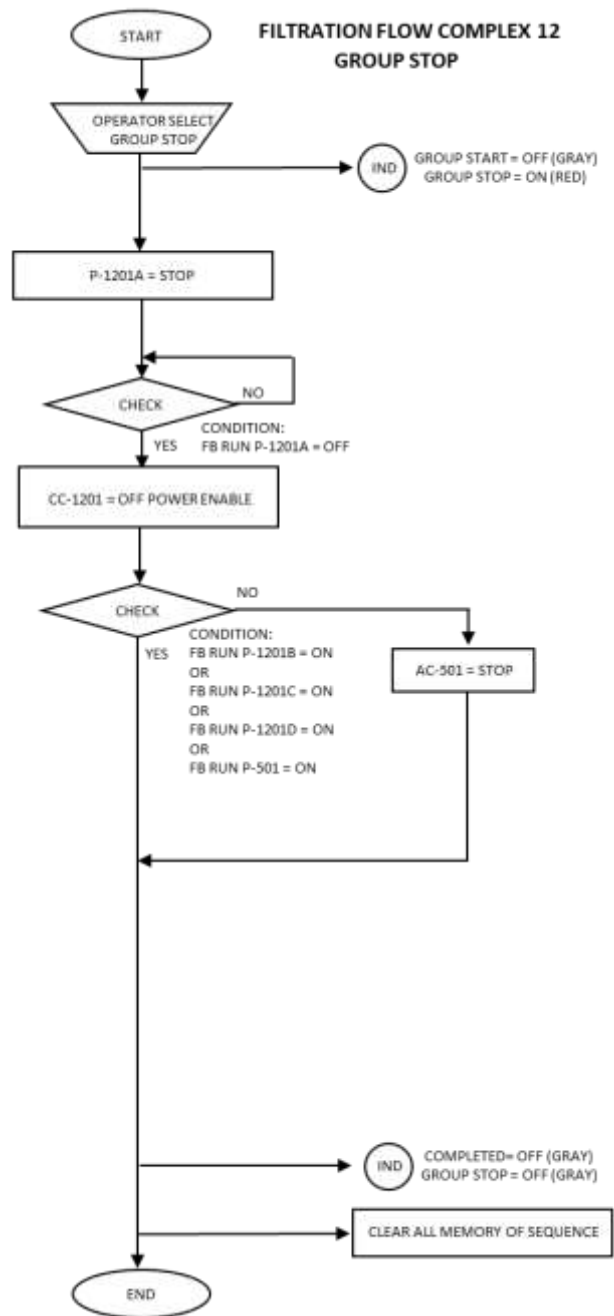 START
FILTRATION FLOW COMPLEX 12
GROUP STOP
OPERATOR SELECT
GROUP STOP
IND
GROUP START = OFF (GRAY)
GROUP STOP = ON (RED)
P-1201A = STOP
CHECK
NO
YES
CONDITION:
FB RUN P-1201A = OFF
CC-1201 = OFF POWER ENABLE
CHECK
NO
YES
CONDITION:
FB RUN P-1201B = ON
OR
FB RUN P-1201C = ON
OR
FB RUN P-1201D = ON
OR
FB RUN P-501 = ON
AC-501 = STOP
IND
COMPLETED= OFF (GRAY)
GROUP STOP = OFF (GRAY)
CLEAR ALL MEMORY OF SEQUENCE
END